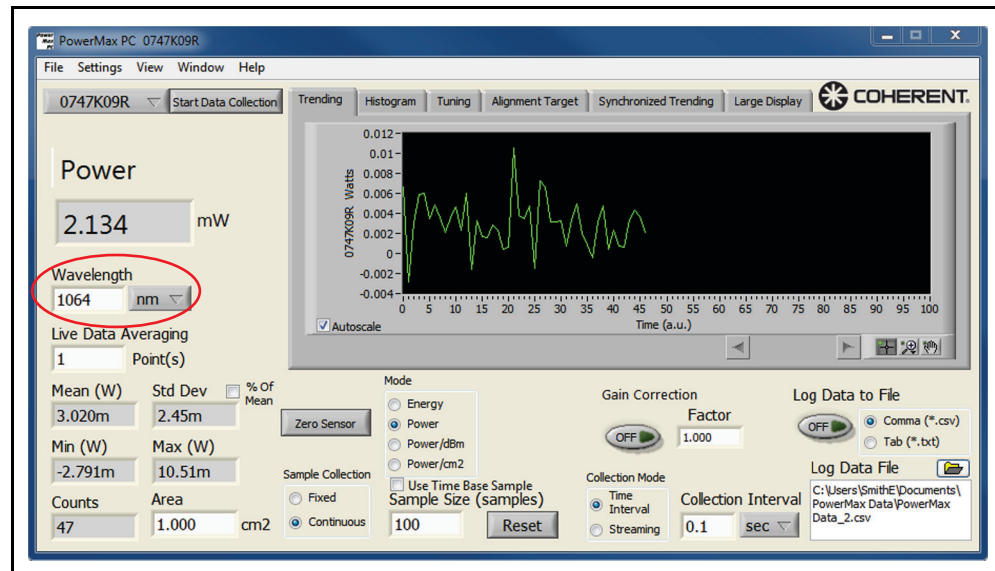 PowerMax PC 0747K09R
File Settings View Window Help
0747K09R
Start Data Collection
Trending
Histogram
Tuning
Alignment Target
Synchronized Trending
Large Display
COHERENT.
Power
2.134 mW
Wavelength
1064 nm
Live Data Averaging
1 Point(s)
0747K09R Watts
0.012
0.01
0.008
0.006
0.004
0.002
0
-0.002
-0.004
0 5 10 15 20 25 30 35 40 45 50 55 60 65 70 75 80 85 90 95 100
Autoscale
Time (a.u.)
Mean (W) Std Dev % Of Mean
3.020m 2.45m
Min (W) Max (W)
-2.791m 10.51m
Counts Area
47 1.000 cm2
Zero Sensor
Mode
Energy
Power
Power/dBm
Power/cm2
Use Time Base Sample
Sample Collection
Fixed
Continuous
Sample Size (samples)
100 Reset
Gain Correction
Factor
OFF 1.000
Collection Mode
Time Interval
Streaming
Collection Interval
0.1 sec
Log Data to File
OFF
Comma (*.csv)
Tab (*.txt)
Log Data File
C:\Users\SmithE\Documents\
PowerMax Data\PowerMax
Data_2.csv